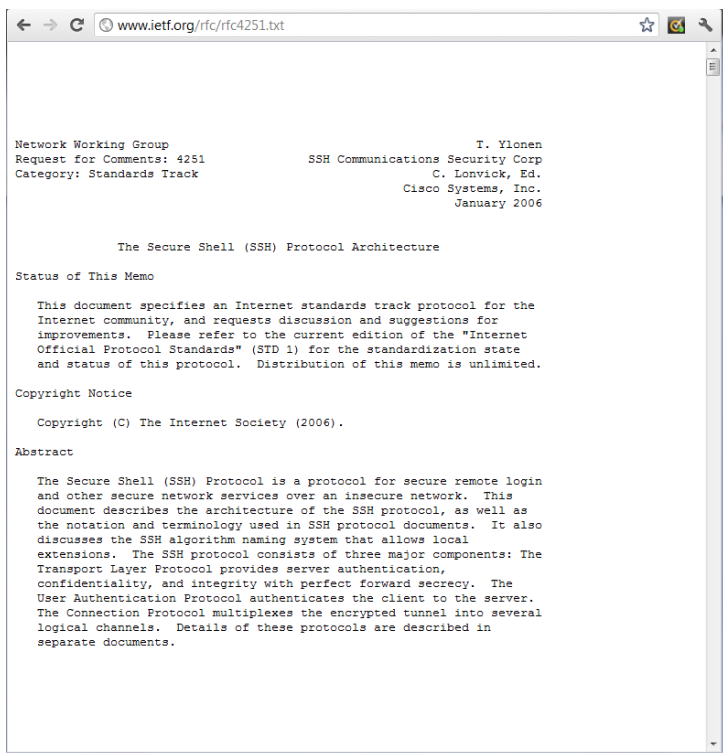 www.ietf.org/rfc/rfc4251.txt
Network Working Group                                          T. Ylonen
Request for Comments: 4251              SSH Communications Security Corp
Category: Standards Track                                C. Lonvick, Ed.
                                                     Cisco Systems, Inc.
                                                            January 2006
The Secure Shell (SSH) Protocol Architecture
Status of This Memo
This document specifies an Internet standards track protocol for the
Internet community, and requests discussion and suggestions for
improvements.  Please refer to the current edition of the "Internet
Official Protocol Standards" (STD 1) for the standardization state
and status of this protocol.  Distribution of this memo is unlimited.
Copyright Notice
Copyright (C) The Internet Society (2006).
Abstract
The Secure Shell (SSH) Protocol is a protocol for secure remote login
and other secure network services over an insecure network.  This
document describes the architecture of the SSH protocol, as well as
the notation and terminology used in SSH protocol documents.  It also
discusses the SSH algorithm naming system that allows local
extensions.  The SSH protocol consists of three major components: The
Transport Layer Protocol provides server authentication,
confidentiality, and integrity with perfect forward secrecy.  The
User Authentication Protocol authenticates the client to the server.
The Connection Protocol multiplexes the encrypted tunnel into several
logical channels.  Details of these protocols are described in
separate documents.